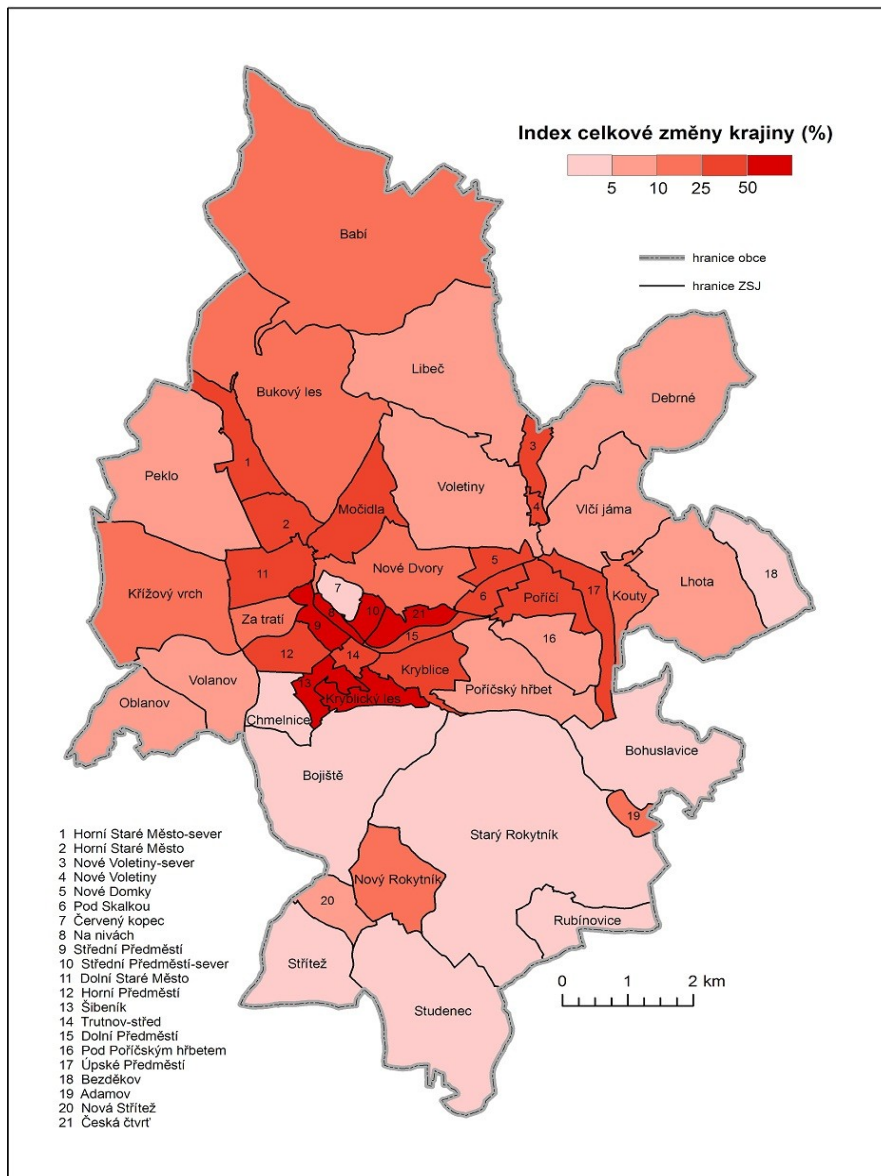 Index celkové změny krajiny (%)
5 10 25 50
hranice obce
hranice ZSJ
Babí
Libeč
Debrné
Bukový les
Peklo
1
3
4
Voletiny
Vlčí jáma
2
Močidla
Křížový vrch
11
Nové Dvory
5
Lhota
18
7
6
Poříčí
17
Kouty
Za tratí
8
10
21
9
15
16
12
14
Kryblice
Volanov
Oblanov
13
Kryblický les
Poříčský hřbet
Chmelnice
Bojiště
Bohuslavice
19
Starý Rokytník
Nový Rokytník
20
Rubínovice
Střítež
Studenec
0 1 2 km
1 Horní Staré Město-sever
2 Horní Staré Město
3 Nové Voletiny-sever
4 Nové Voletiny
5 Nové Domky
6 Pod Skalkou
7 Červený kopec
8 Na nivách
9 Střední Předměstí
10 Střední Předměstí-sever
11 Dolní Staré Město
12 Horní Předměstí
13 Šibeník
14 Trutnov-střed
15 Dolní Předměstí
16 Pod Poříčským hřbetem
17 Úpské Předměstí
18 Bezděkov
19 Adamov
20 Nová Střítež
21 Česká čtvrť